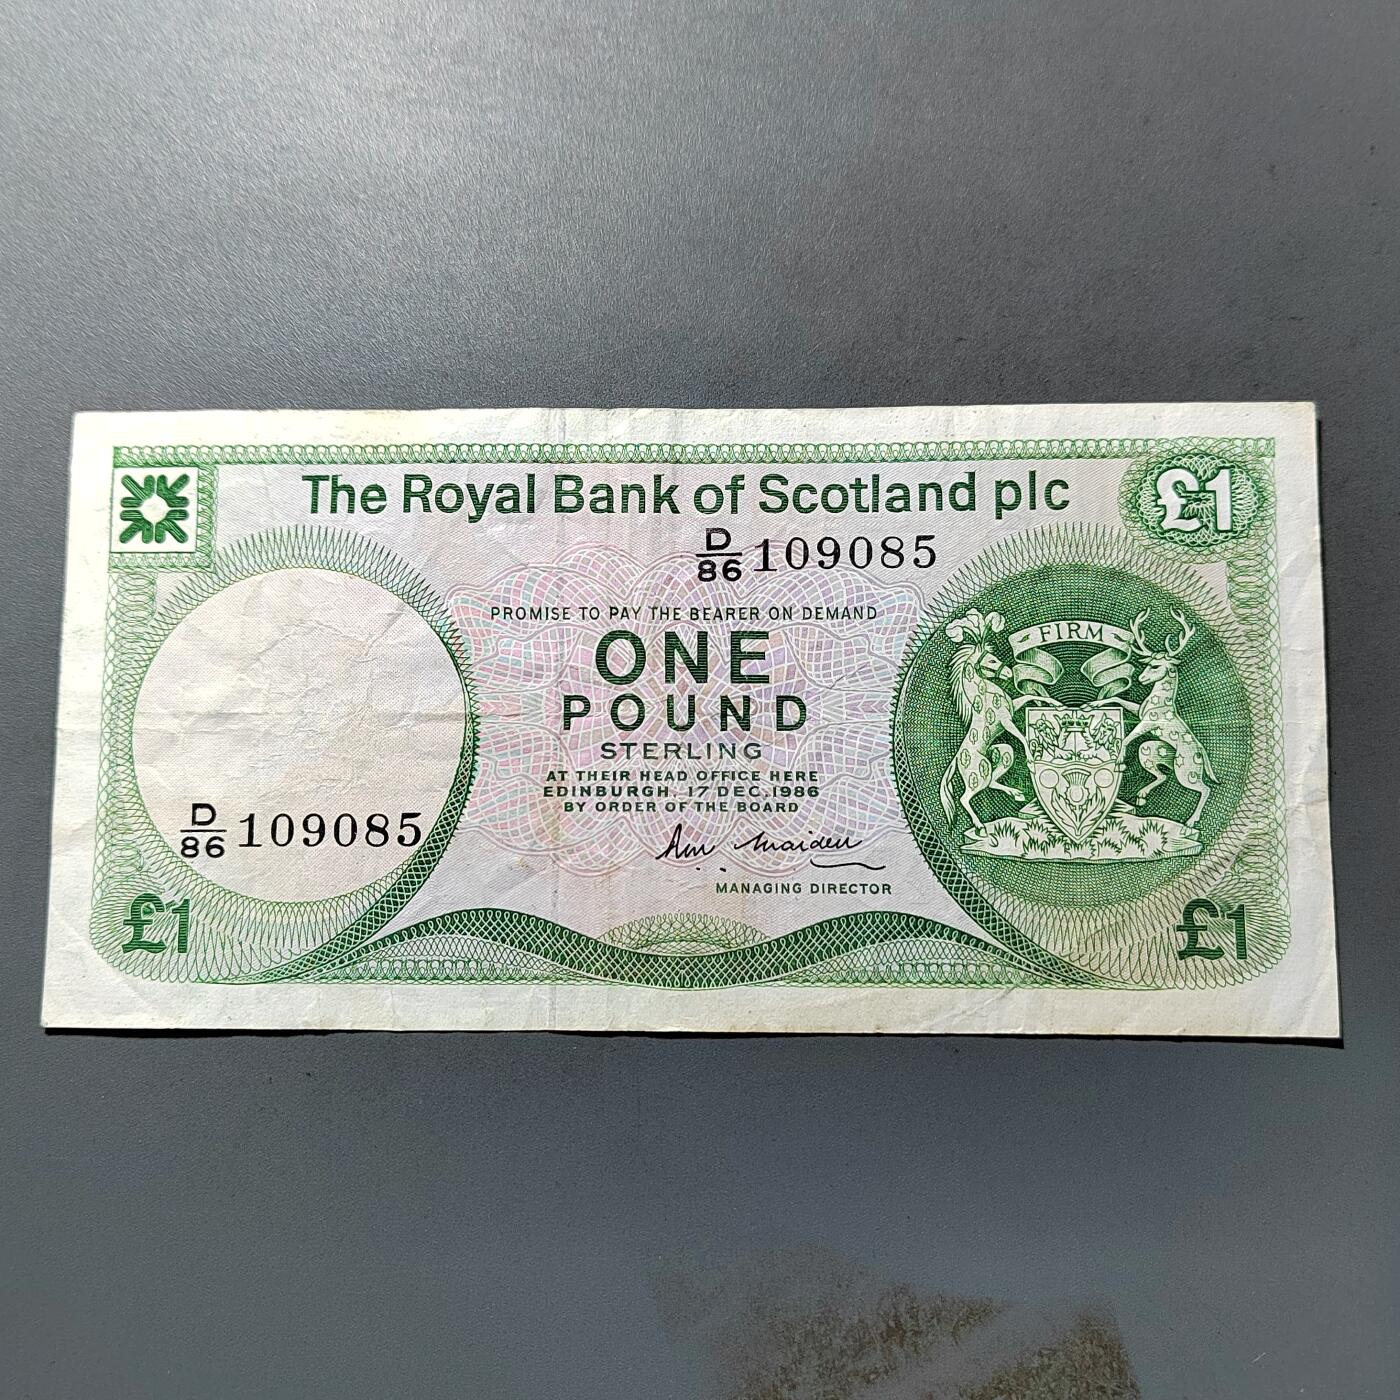 The Royal Bank of Scotland plc
£1
D/86 109085
PROMISE TO PAY THE BEARER ON DEMAND
ONE
POUND
STERLING
AT THEIR HEAD OFFICE HERE
EDINBURGH, 17 DEC.1986
BY ORDER OF THE BOARD
MANAGING DIRECTOR
FIRM
D/86 109085
£1
£1